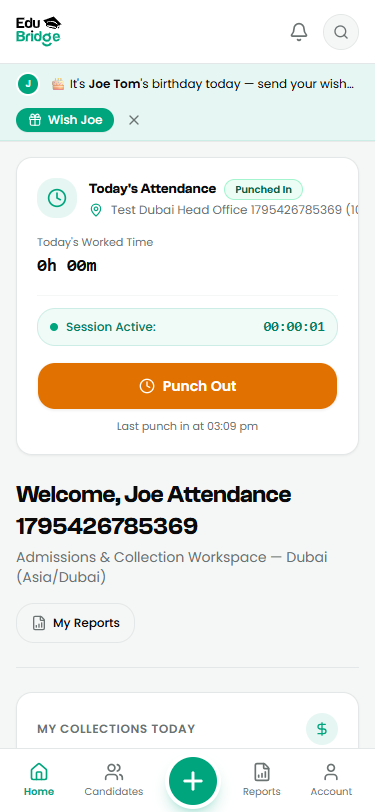 Edu
Bridge
J
It's Joe Tom's birthday today — send your wish...
Wish Joe
Today's Attendance
Punched In
Test Dubai Head Office 1795426785369 (10
Today's Worked Time
0h 00m
Session Active:
00:00:01
Punch Out
Last punch in at 03:09 pm
Welcome, Joe Attendance
1795426785369
Admissions & Collection Workspace — Dubai
(Asia/Dubai)
My Reports
MY COLLECTIONS TODAY
$
Home
Candidates
Reports
Account